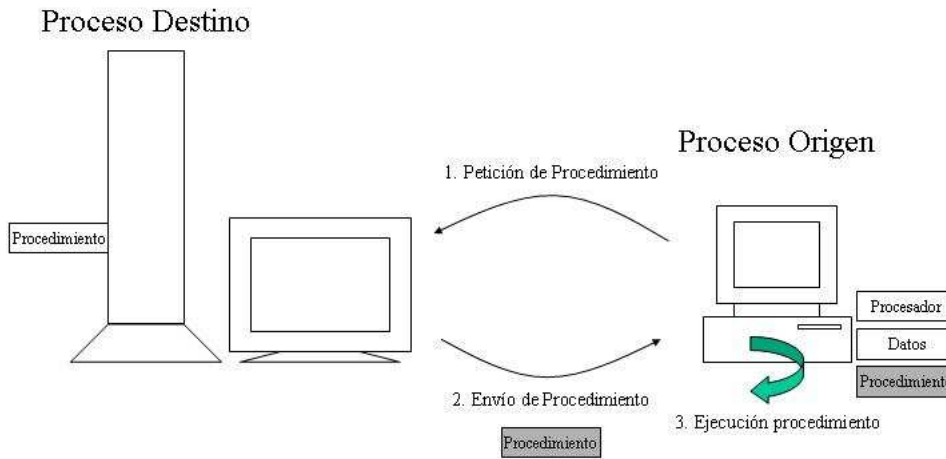 Proceso Destino
Proceso Origen
1. Petición de Procedimiento
Procedimiento
Procesador
Datos
Procedimiento
2. Envío de Procedimiento
3. Ejecución procedimiento
Procedimiento